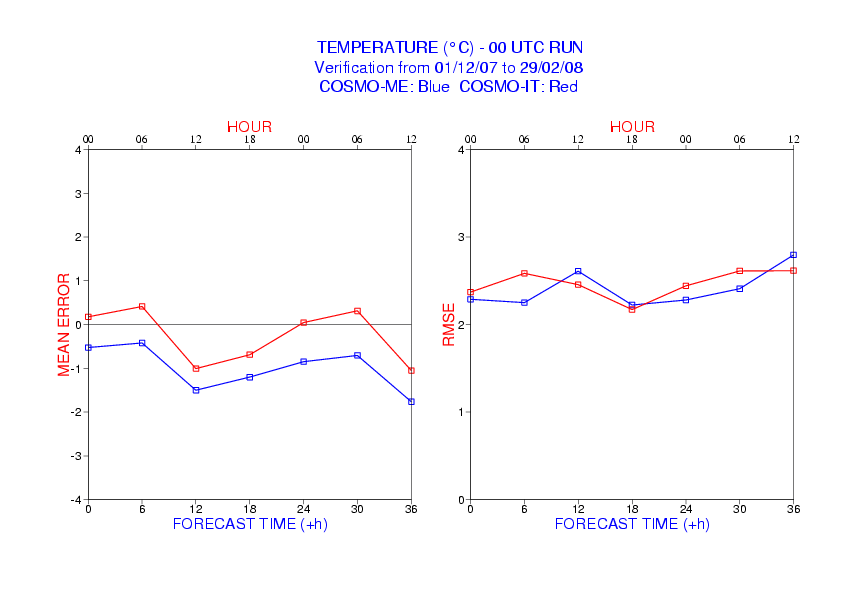 TEMPERATURE (°C) - 00 UTC RUN
Verification from 01/12/07 to 29/02/08
COSMO-ME: Blue COSMO-IT: Red
HOUR
00 06 12 18 00 06 12
4
3
2
1
0
-1
-2
-3
-4
MEAN ERROR
0 6 12 18 24 30 36
FORECAST TIME (+h)
HOUR
00 06 12 18 00 06 12
4
3
2
1
0
RMSE
0 6 12 18 24 30 36
FORECAST TIME (+h)